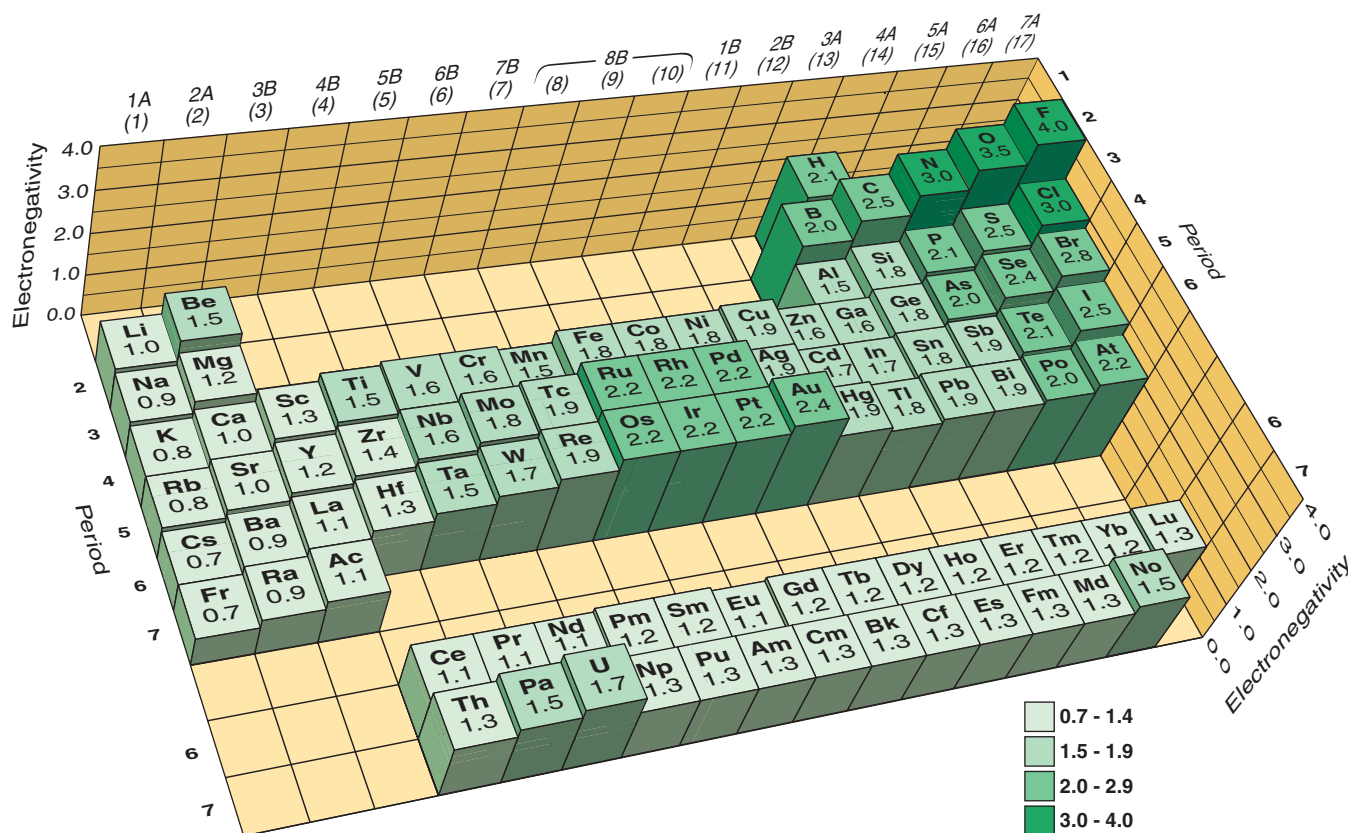 1A 2A 3B 4B 5B 6B 7B 8B 1B 2B 3A 4A 5A 6A 7A
(1) (2) (3) (4) (5) (6) (7) (8) (9) (10) (11) (12) (13) (14) (15) (16) (17)
Electronegativity
4.0
3.0
2.0
1.0
0.0
1
2
3
4
5
6
Period
6
7
4.0
3.0
2.0
1.0
0.0
Electronegativity
2
3
4
5
6
7
Period
6
7
H
2.1
Li Be B C N O F
1.0 1.5 2.0 2.5 3.0 3.5 4.0
Na Mg Al Si P S Cl
0.9 1.2 1.5 1.8 2.1 2.5 3.0
K Ca Sc Ti V Cr Mn Fe Co Ni Cu Zn Ga Ge As Se Br
0.8 1.0 1.3 1.5 1.6 1.6 1.5 1.8 1.8 1.8 1.9 1.6 1.6 1.8 2.0 2.4 2.8
Rb Sr Y Zr Nb Mo Tc Ru Rh Pd Ag Cd In Sn Sb Te I
0.8 1.0 1.2 1.4 1.6 1.8 1.9 2.2 2.2 2.2 1.9 1.7 1.7 1.8 1.9 2.1 2.5
Cs Ba La Hf Ta W Re Os Ir Pt Au Hg Tl Pb Bi Po At
0.7 0.9 1.1 1.3 1.5 1.7 1.9 2.2 2.2 2.2 2.4 1.9 1.8 1.9 1.9 2.0 2.2
Fr Ra Ac
0.7 0.9 1.1
Ce Pr Nd Pm Sm Eu Gd Tb Dy Ho Er Tm Yb Lu
1.1 1.1 1.1 1.2 1.2 1.1 1.2 1.2 1.2 1.2 1.2 1.2 1.2 1.3
Th Pa U Np Pu Am Cm Bk Cf Es Fm Md No
1.3 1.5 1.7 1.3 1.3 1.3 1.3 1.3 1.3 1.3 1.3 1.3 1.5
0.7 - 1.4
1.5 - 1.9
2.0 - 2.9
3.0 - 4.0